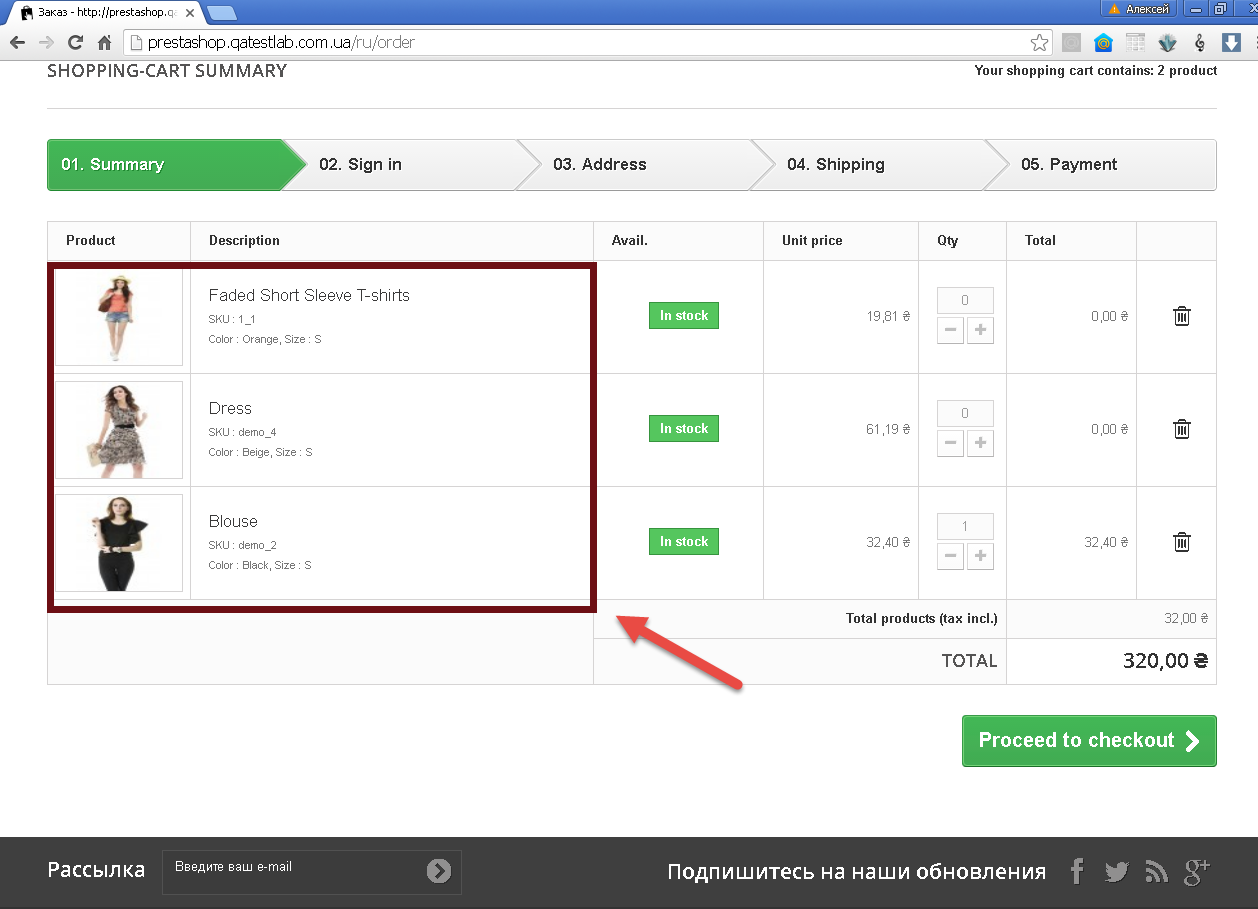 Заказ - http://prestashop.qa
Алексей
prestashop.qatestlab.com.ua/ru/order
SHOPPING-CART SUMMARY
Your shopping cart contains: 2 product
01. Summary
02. Sign in
03. Address
04. Shipping
05. Payment
Product
Description
Avail.
Unit price
Qty
Total
Faded Short Sleeve T-shirts
SKU : 1_1
Color : Orange, Size : S
In stock
19,81 ₴
0
0,00 ₴
Dress
SKU : demo_4
Color : Beige, Size : S
In stock
61,19 ₴
0
0,00 ₴
Blouse
SKU : demo_2
Color : Black, Size : S
In stock
32,40 ₴
1
32,40 ₴
Total products (tax incl.)
32,00 ₴
TOTAL
320,00 ₴
Proceed to checkout
Рассылка
Введите ваш e-mail
Подпишитесь на наши обновления